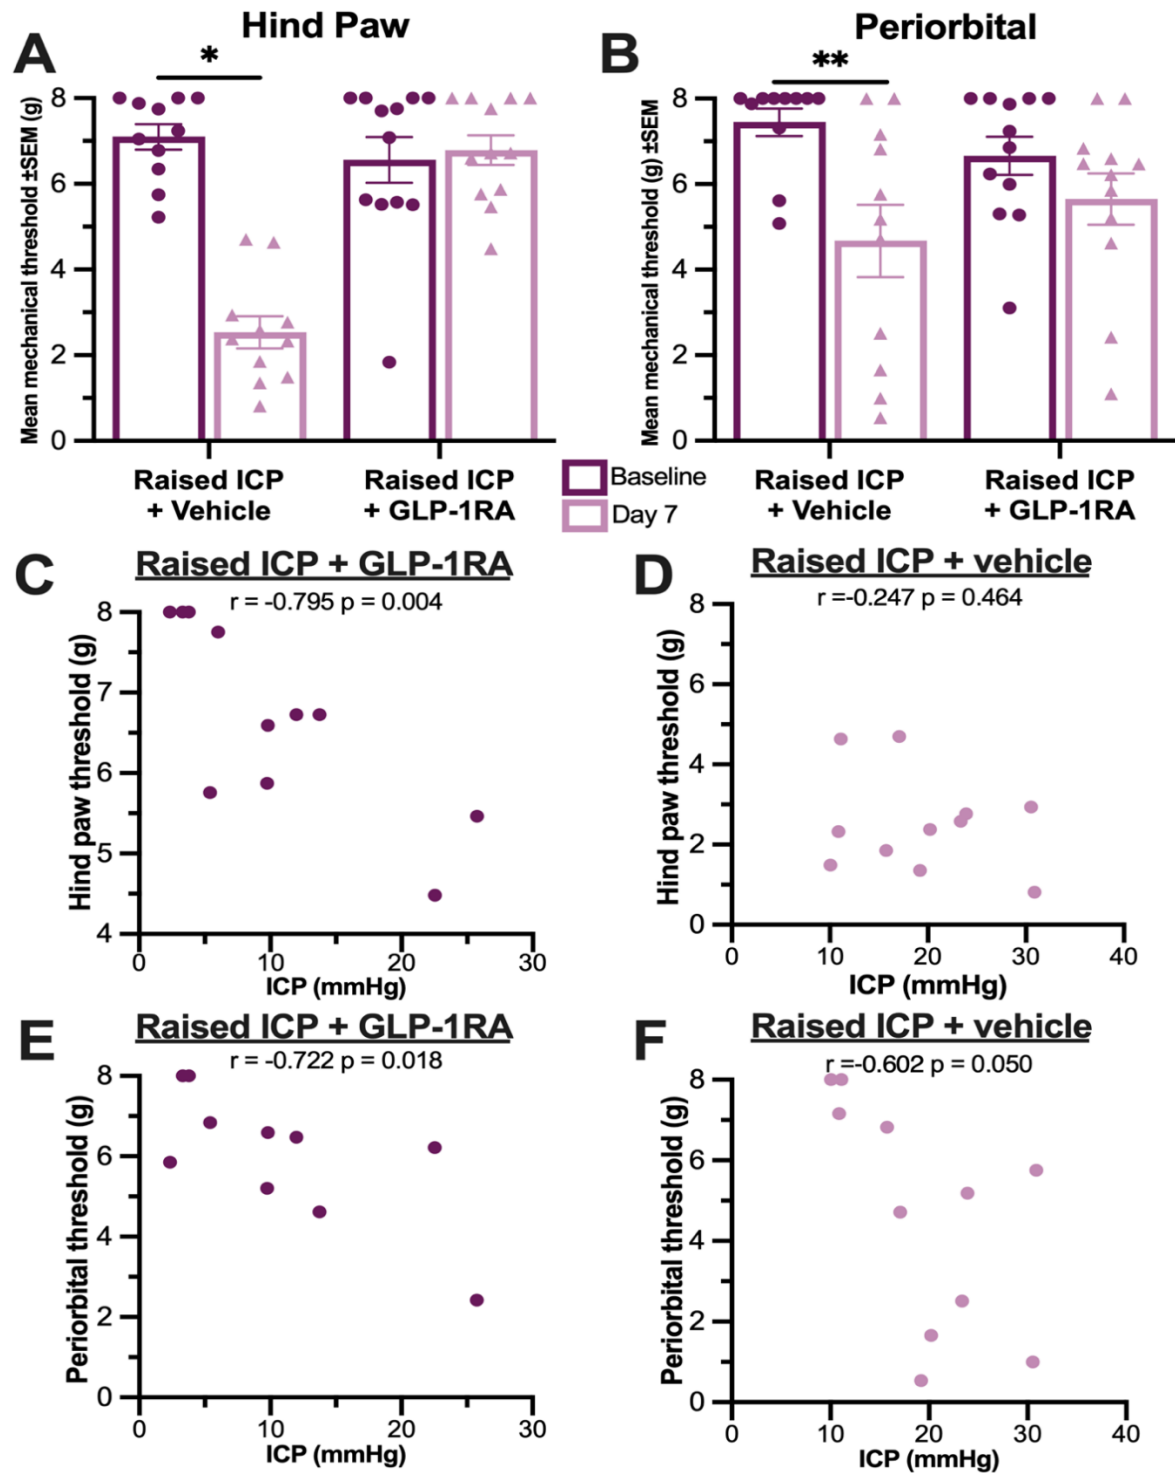 A
Hind Paw
*
Mean mechanical threshold ±SEM (g)
8
6
4
2
0
Raised ICP
+ Vehicle
Raised ICP
+ GLP-1RA
B
Periorbital
**
Mean mechanical threshold (g) ±SEM
8
6
4
2
0
Raised ICP
+ Vehicle
Raised ICP
+ GLP-1RA
Baseline
Day 7
C
Raised ICP + GLP-1RA
r = -0.795 p = 0.004
Hind paw threshold (g)
8
7
6
5
4
0 10 20 30
ICP (mmHg)
D
Raised ICP + vehicle
r =-0.247 p = 0.464
Hind paw threshold (g)
8
6
4
2
0
0 10 20 30 40
ICP (mmHg)
E
Raised ICP + GLP-1RA
r = -0.722 p = 0.018
Periorbital threshold (g)
8
6
4
2
0
0 10 20 30
ICP (mmHg)
F
Raised ICP + vehicle
r =-0.602 p = 0.050
Periorbital threshold (g)
8
6
4
2
0
0 10 20 30 40
ICP (mmHg)